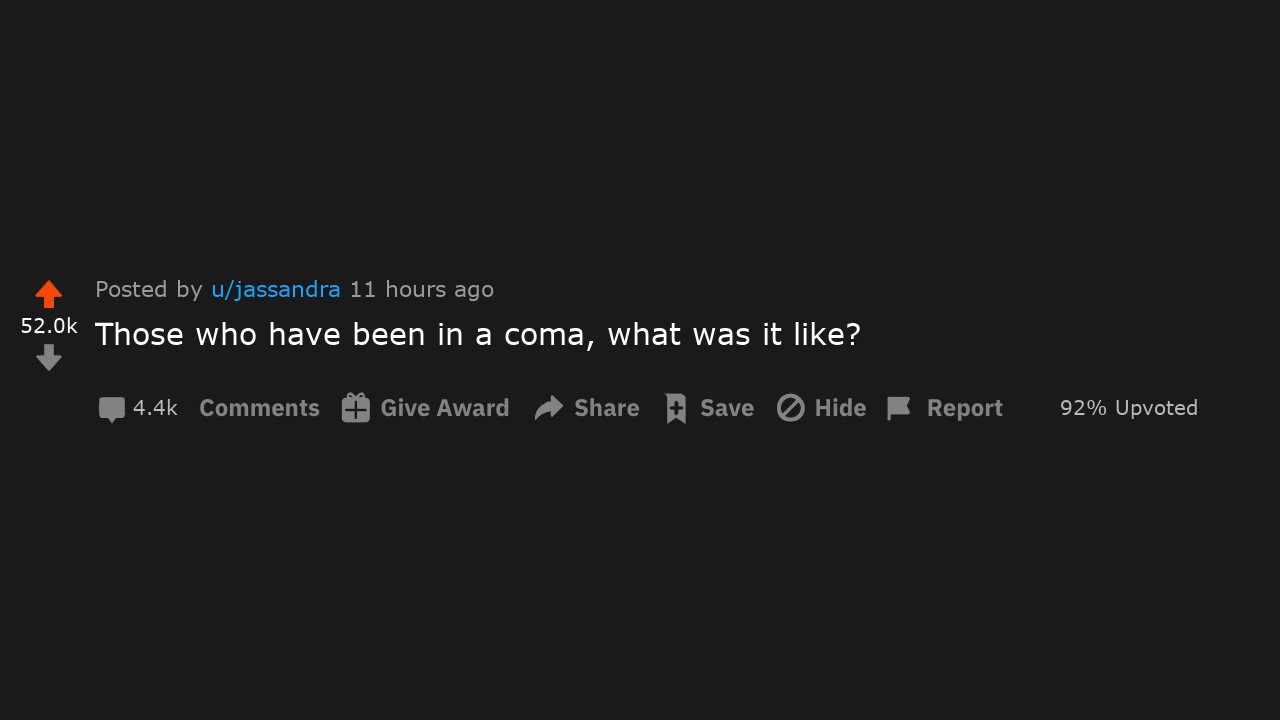 Posted by u/jassandra 11 hours ago
52.0k
Those who have been in a coma, what was it like?
4.4k Comments Give Award Share Save Hide Report 92% Upvoted